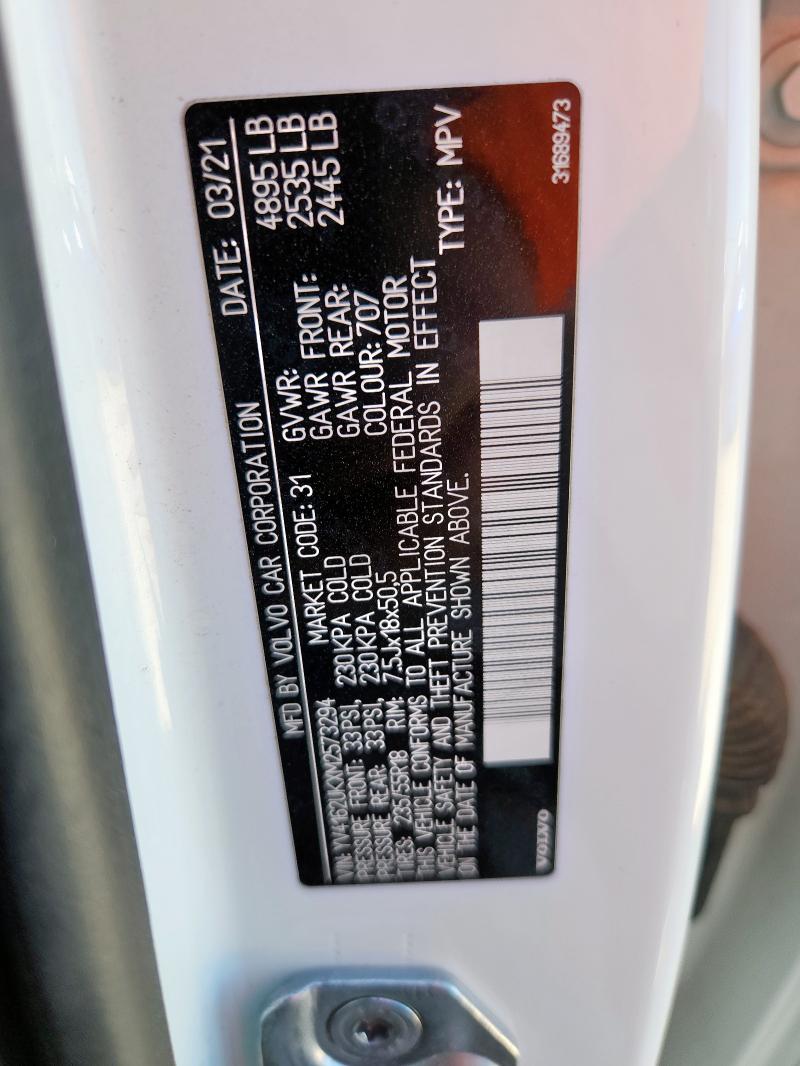 MFD BY VOLVO CAR CORPORATION DATE: 03/21
VIN: YV4162UKXM2573294 MARKET CODE: 31 GVWR: 4895 LB
PRESSURE FRONT: 33PSI, 230KPA COLD GAWR FRONT: 2535 LB
PRESSURE REAR: 33PSI, 230KPA COLD GAWR REAR: 2445 LB
TIRES: 235/55R18 RIM: 7.5Jx18x50,5 COLOUR: 707
THIS VEHICLE CONFORMS TO ALL APPLICABLE FEDERAL MOTOR
VEHICLE SAFETY AND THEFT PREVENTION STANDARDS IN EFFECT
ON THE DATE OF MANUFACTURE SHOWN ABOVE. TYPE: MPV
VOLVO 31689473